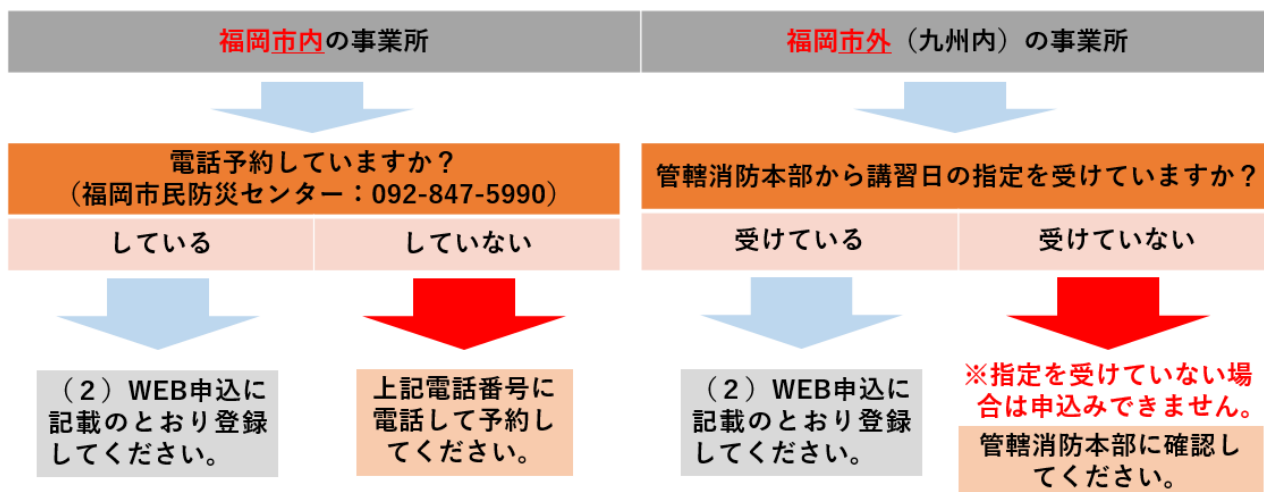 福岡市内の事業所
福岡市外（九州内）の事業所
電話予約していますか？
（福岡市民防災センター：092-847-5990）
管轄消防本部から講習日の指定を受けていますか？
している
していない
受けている
受けていない
（２）WEB申込に
記載のとおり登録
してください。
上記電話番号に
電話して予約し
てください。
（２）WEB申込に
記載のとおり登録
してください。
※指定を受けていない場
合は申込みできません。
管轄消防本部に確認し
てください。